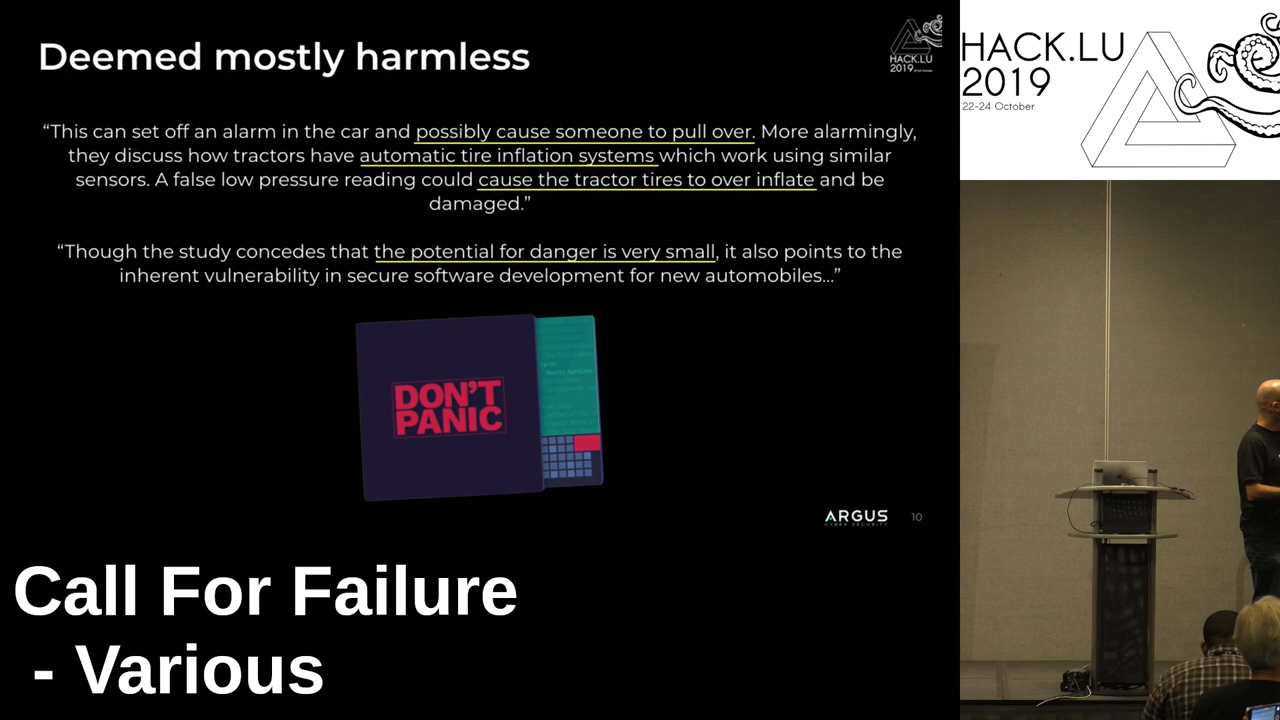 Deemed mostly harmless
HACK.LU
2019
“This can set off an alarm in the car and possibly cause someone to pull over. More alarmingly,
they discuss how tractors have automatic tire inflation systems which work using similar
sensors. A false low pressure reading could cause the tractor tires to over inflate and be
damaged.”
“Though the study concedes that the potential for danger is very small, it also points to the
inherent vulnerability in secure software development for new automobiles...”
DON'T
PANIC
Mostly harmless
ARGUS
CYBER SECURITY
10
HACK.LU
2019
22-24 October
Call For Failure
- Various